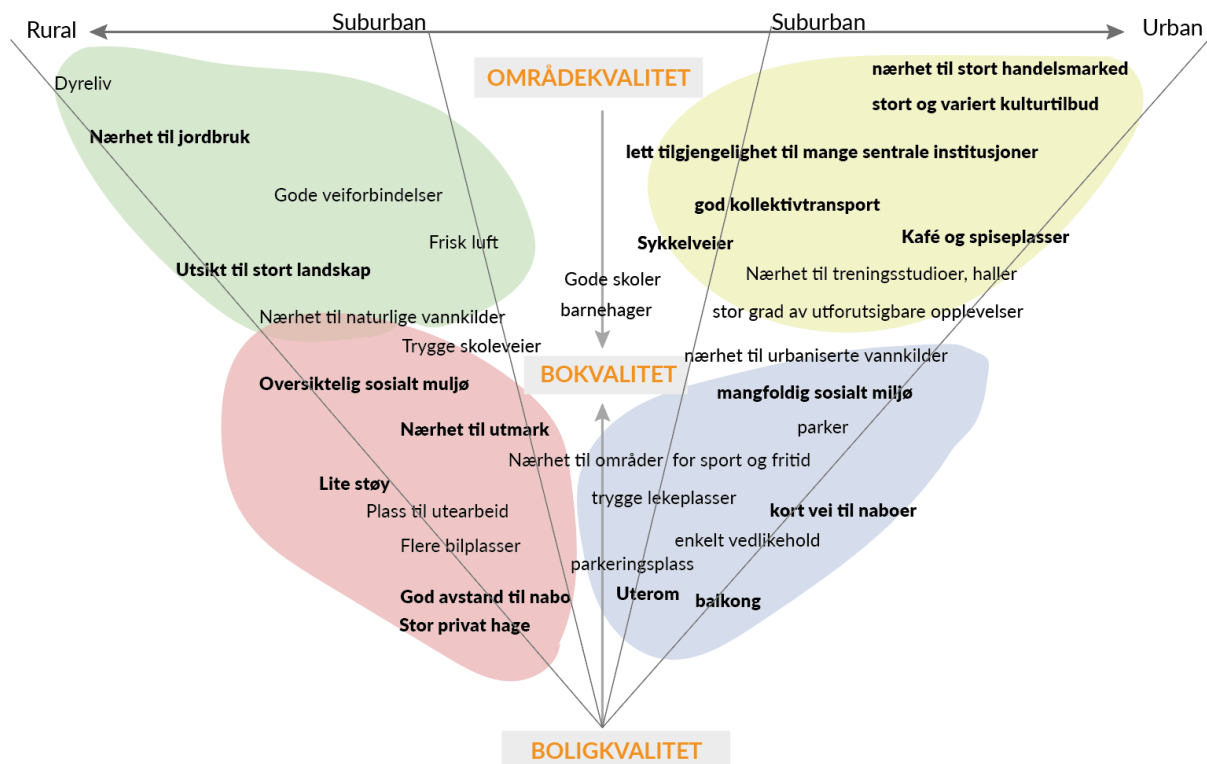 Rural
Suburban
Suburban
Urban
OMRÅDEKVALITET
nærhet til stort handelsmarked
Dyreliv
stort og variert kulturtilbud
Nærhet til jordbruk
lett tilgjengelighet til mange sentrale institusjoner
Gode veiforbindelser
god kollektivtransport
Frisk luft
Sykkelveier
Kafé og spiseplasser
Utsikt til stort landskap
Gode skoler
barnehager
Nærhet til treningsstudioer, haller
Nærhet til naturlige vannkilder
stor grad av utforutsigbare opplevelser
Trygge skoleveier
nærhet til urbaniserte vannkilder
BOKVALITET
Oversiktelig sosialt muljø
mangfoldig sosialt miljø
Nærhet til utmark
parker
Nærhet til områder for sport og fritid
Lite støy
trygge lekeplasser
Plass til utearbeid
kort vei til naboer
Flere bilplasser
enkelt vedlikehold
parkeringsplass
God avstand til nabo
Uterom
balkong
Stor privat hage
BOLIGKVALITET